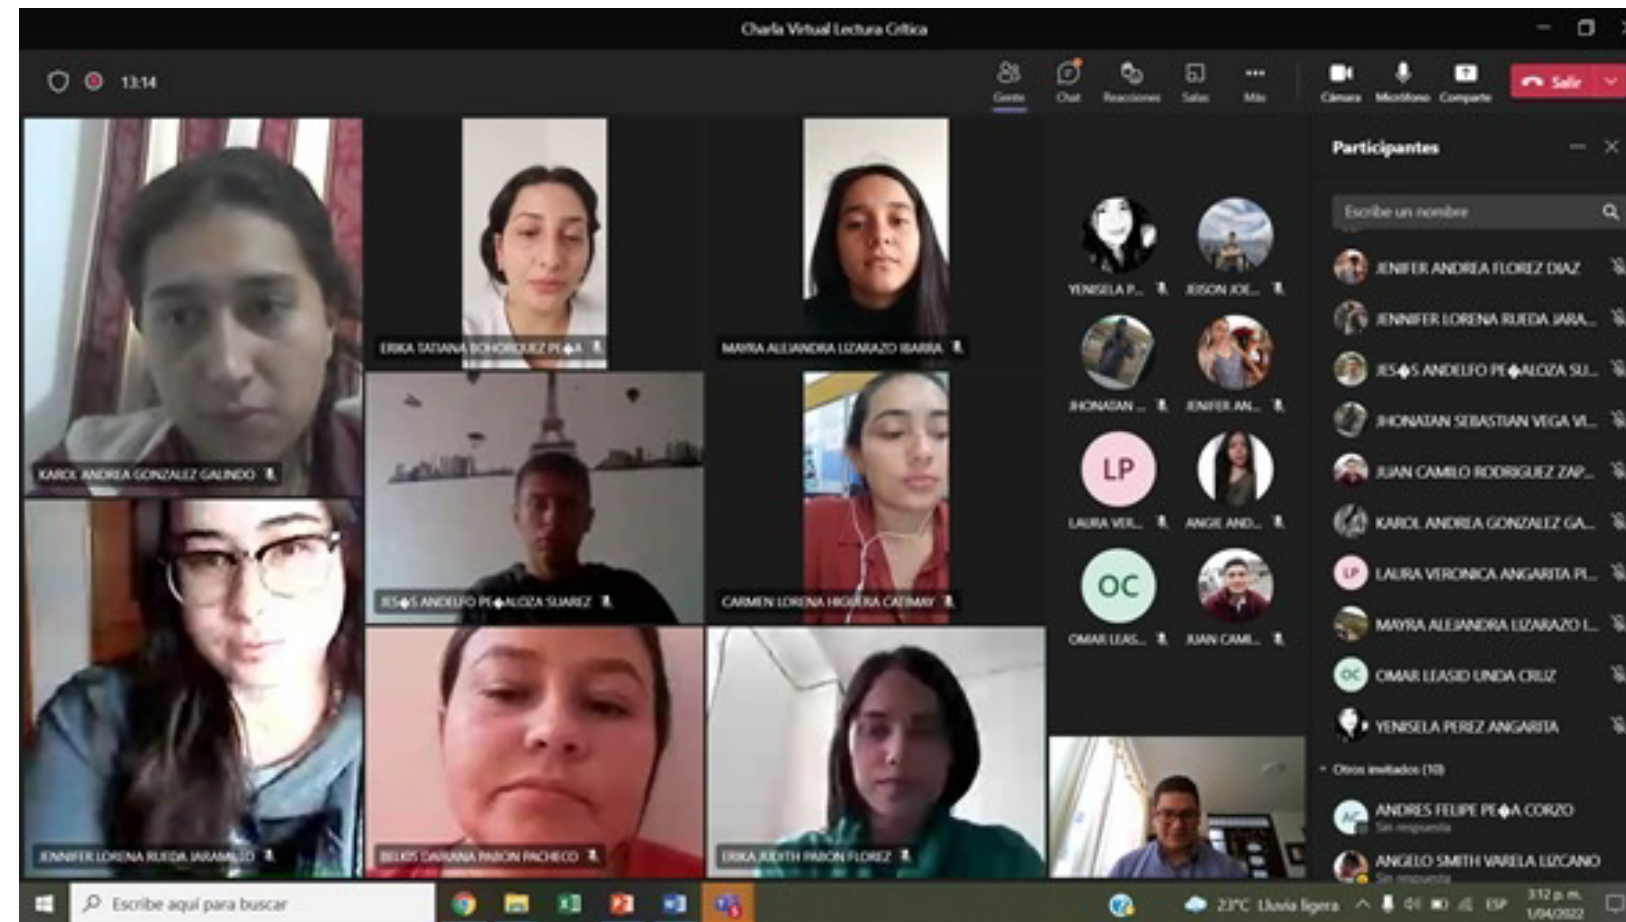 Charla Virtual Lectura Crítica
13:14
Gente
Chat
Reacciones
Salas
Más
Cámara
Micrófono
Comparte
Salir
KAROL ANDREA GONZALEZ GALINDO
ERIKA TATIANA BOHORQUEZ PE�A
MAYRA ALEJANDRA LIZARAZO IBARRA
JES�S ANDELFO PE�ALOZA SUAREZ
CARMEN LORENA HIGUERA CATIMAY
JENNIFER LORENA RUEDA JARAMILLO
BELKIS DARIANA PABON PACHECO
ERIKA JUDITH PABON FLOREZ
YENISELA P...
JEISON JOE...
JHONATAN ...
JENIFER AN...
LP
LAURA VER...
ANGIE AND...
OC
OMAR LEAS...
JUAN CAMI...
Participantes
Escribe un nombre
JENIFER ANDREA FLOREZ DIAZ
JENNIFER LORENA RUEDA JARA...
JES�S ANDELFO PE�ALOZA SU...
JHONATAN SEBASTIAN VEGA VI...
JUAN CAMILO RODRIGUEZ ZAP...
KAROL ANDREA GONZALEZ GA...
LP LAURA VERONICA ANGARITA PI...
MAYRA ALEJANDRA LIZARAZO I...
OC OMAR LEASID UNDA CRUZ
YENISELA PEREZ ANGARITA
Otros invitados (10)
AC ANDRES FELIPE PE�A CORZO
Sin respuesta
ANGELO SMITH VARELA LIZCANO
Sin respuesta
Escribe aquí para buscar
23°C Lluvia ligera
ESP
3:12 p. m.
1/04/2022